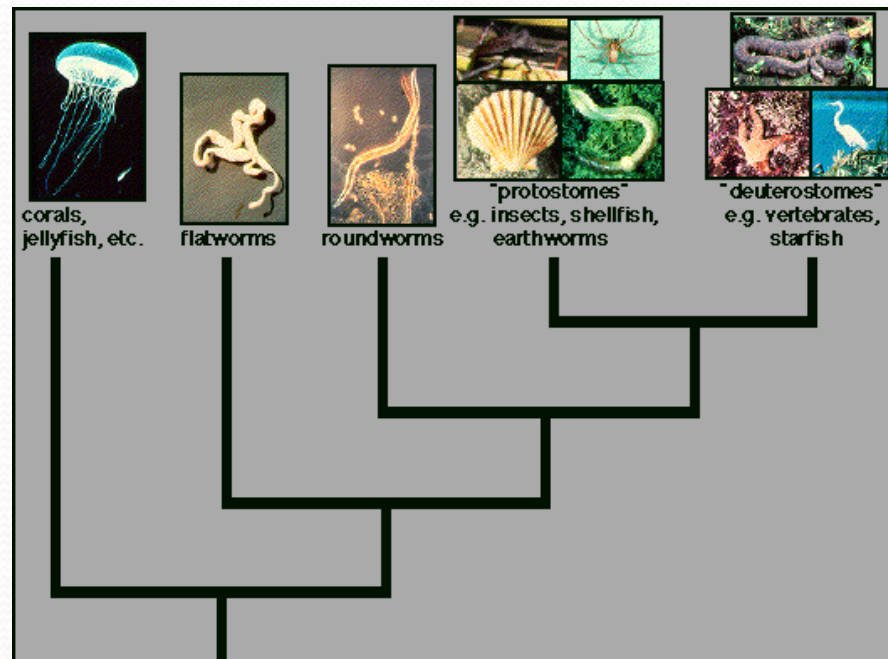 corals,
jellyfish, etc.
flatworms
roundworms
"protostomes"
e.g. insects, shellfish,
earthworms
"deuterostomes"
e.g. vertebrates,
starfish